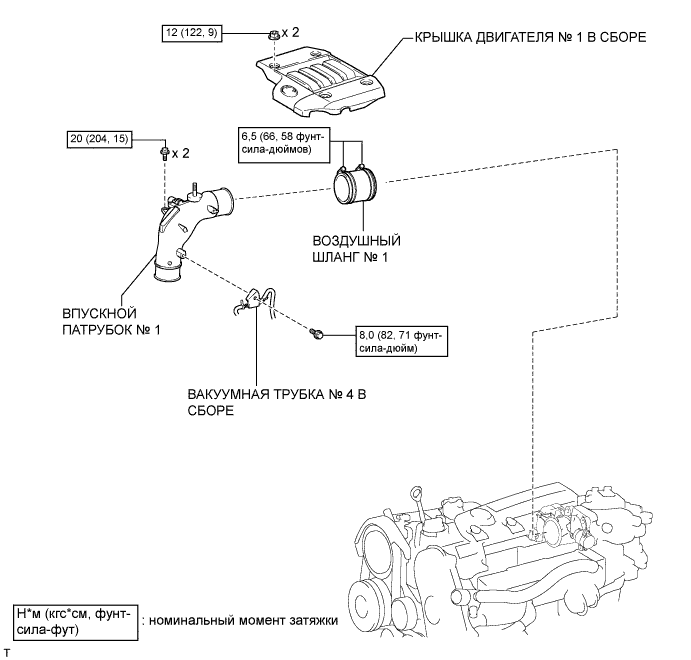 12 (122, 9)
x 2
КРЫШКА ДВИГАТЕЛЯ № 1 В СБОРЕ
20 (204, 15)
x 2
6,5 (66, 58 фунт-
сила-дюймов)
ВОЗДУШНЫЙ
ШЛАНГ № 1
ВПУСКНОЙ
ПАТРУБОК № 1
8,0 (82, 71 фунт-
сила-дюйм)
ВАКУУМНАЯ ТРУБКА № 4 В
СБОРЕ
Н*м (кгс*см, фунт-
сила-фут)
: номинальный момент затяжки
T